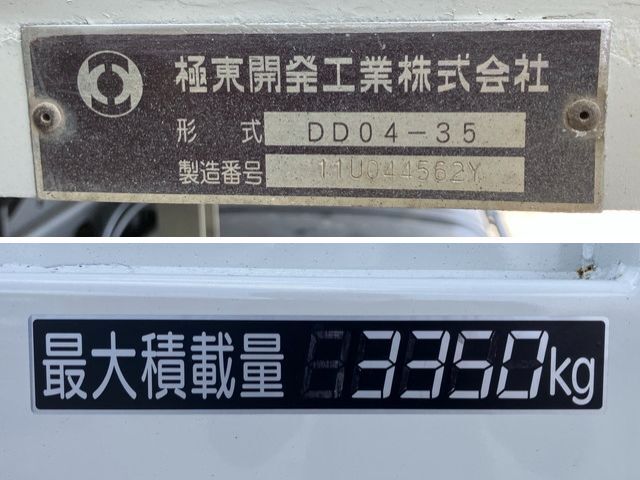 極東開発工業株式会社
形式 DD04-35
製造番号 11U044562Y
最大積載量 3350kg